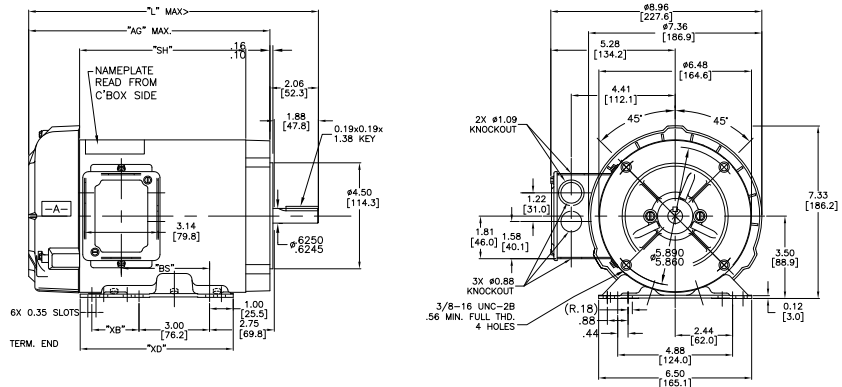 "L" MAX>
"AG" MAX.
"SH"
.16
.10
2.06
[52.3]
1.88
[47.8]
NAMEPLATE
READ FROM
C'BOX SIDE
0.19x0.19x
1.38 KEY
ø4.50
[114.3]
-A-
3.14
[79.8]
ø.6250
.6245
"BS"
6X 0.35 SLOTS
"XB"
3.00
[76.2]
1.00
[25.5]
2.75
[69.8]
TERM. END
"XD"
ø8.96
[227.6]
ø7.36
[186.9]
5.28
[134.2]
ø6.48
[164.6]
4.41
[112.1]
2X ø1.09
KNOCKOUT
45°
45°
1.22
[31.0]
7.33
[186.2]
1.81
[46.0]
1.58
[40.1]
ø5.890
5.860
3.50
[88.9]
3X ø0.88
KNOCKOUT
3/8-16 UNC-2B
.56 MIN. FULL THD.
4 HOLES
(R.18)
.88
.44
0.12
[3.0]
2.44
[62.0]
4.88
[124.0]
6.50
[165.1]